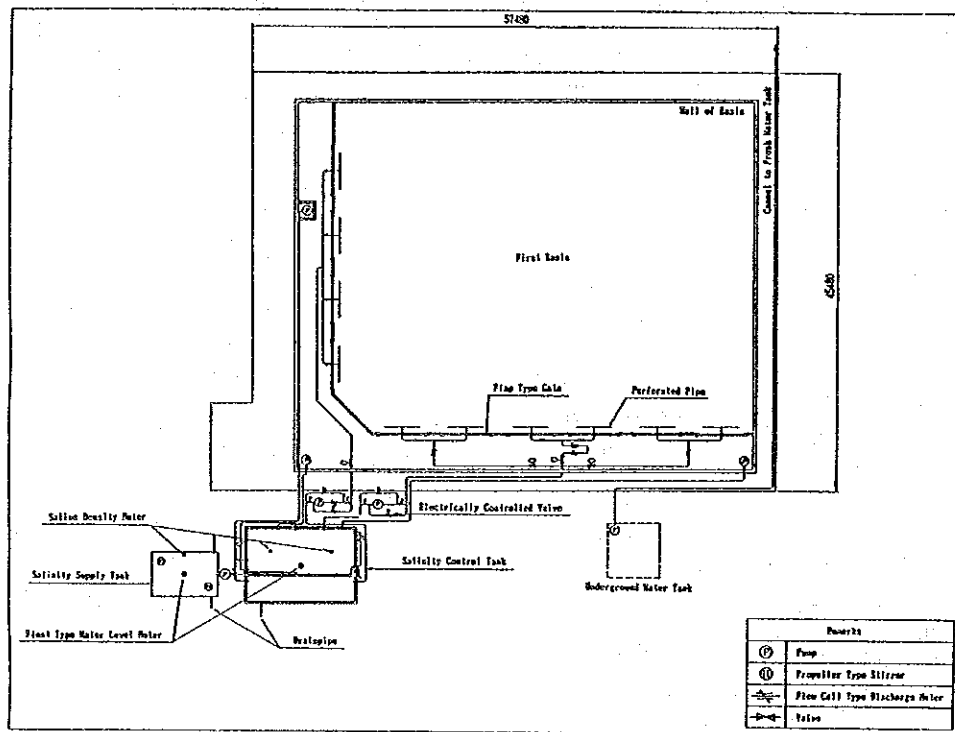 57480
Wall of Basin
Connel to Fresh Water Tank
First Basin
45480
Flap Type Gate
Perforated Pipe
Saline Density Meter
Electrically Controlled Valve
Salinity Supply Tank
Salinity Control Tank
Underground Water Tank
Float Type Water Level Meter
Drainpipe
Remarks
P Pump
Propeller Type Stirrer
Flow Cell Type Discharge Meter
Valve